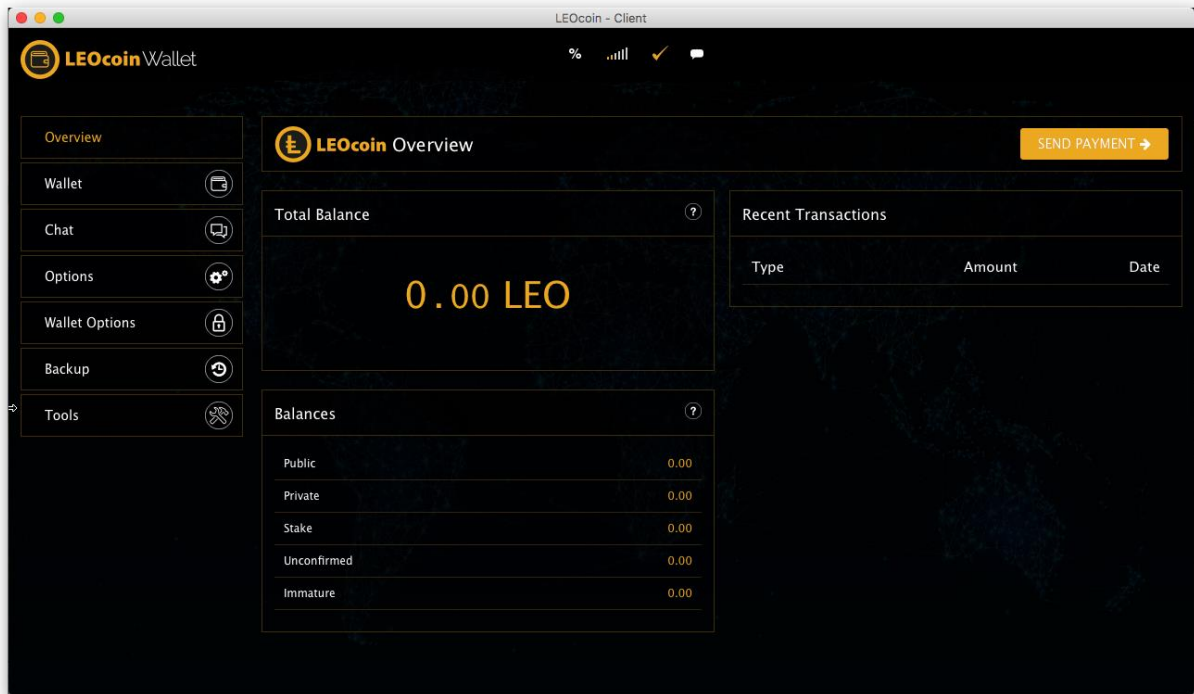 LEOcoin - Client
LEOcoin Wallet
%
Overview
Wallet
Chat
Options
Wallet Options
Backup
Tools
LEOcoin Overview
SEND PAYMENT
Total Balance ?
0.00 LEO
Balances ?
Public 0.00
Private 0.00
Stake 0.00
Unconfirmed 0.00
Immature 0.00
Recent Transactions
Type Amount Date